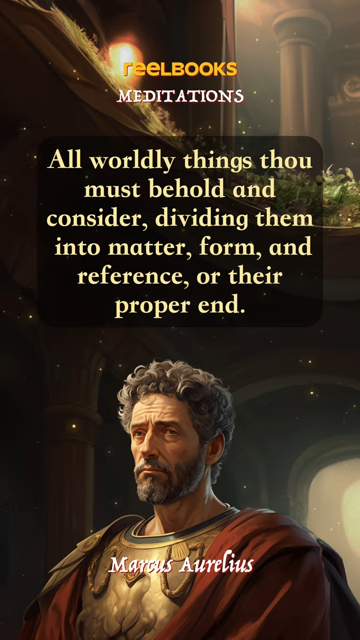 reelBOOKS
MEDITATIONS
All worldly things thou
must behold and
consider, dividing them
into matter, form, and
reference, or their
proper end.
Marcus Aurelius